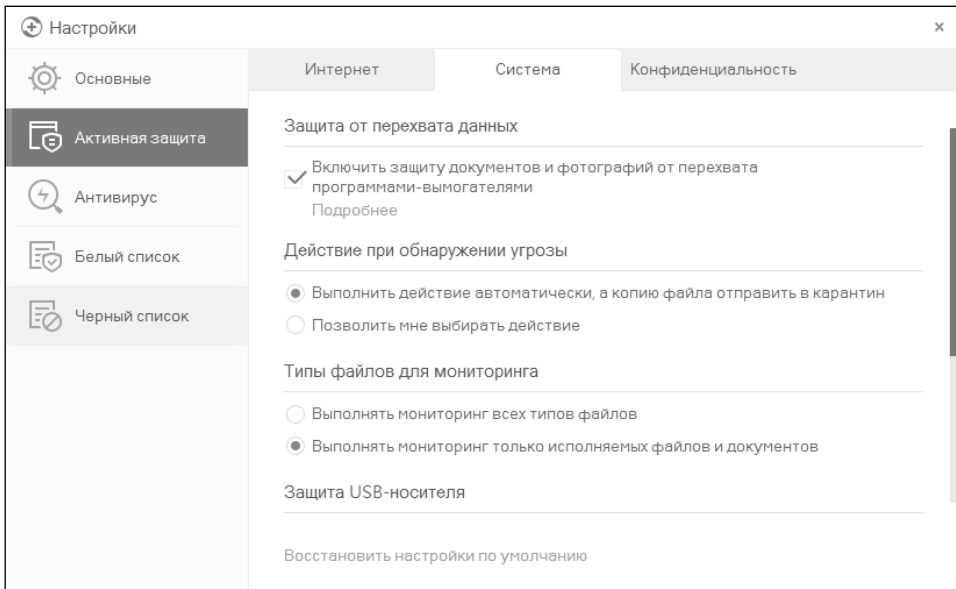 Настройки
Основные
Активная защита
Антивирус
Белый список
Черный список
Интернет
Система
Конфиденциальность
Защита от перехвата данных
Включить защиту документов и фотографий от перехвата
программами-вымогателями
Подробнее
Действие при обнаружении угрозы
Выполнить действие автоматически, а копию файла отправить в карантин
Позволить мне выбирать действие
Типы файлов для мониторинга
Выполнять мониторинг всех типов файлов
Выполнять мониторинг только исполняемых файлов и документов
Защита USB-носителя
Восстановить настройки по умолчанию